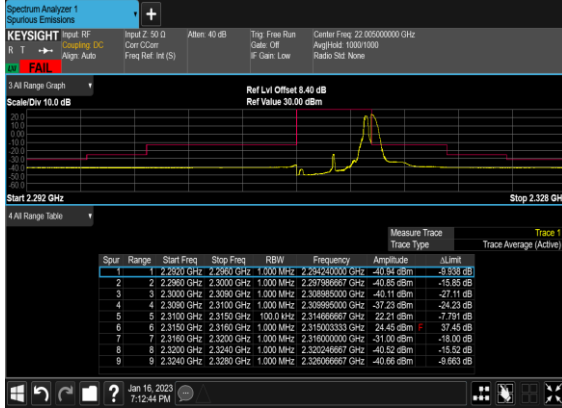 Spectrum Analyzer 1
Spurious Emissions
+
KEYSIGHT Input: RF Input Z: 50 Ω Atten: 40 dB Trig: Free Run Center Freq: 22.005000000 GHz
R T Coupling: DC Corr CCorr Gate: Off Avg|Hold: 1000/1000
Align: Auto Freq Ref: Int (S) IF Gain: Low Radio Std: None
FAIL
3.All Range Graph
Ref Lvl Offset 8.40 dB
Scale/Div 10.0 dB Ref Value 30.00 dBm
20.0
10.0
0.00
-10.0
-20.0
-30.0
-40.0
-50.0
-60.0
Start 2.292 GHz Stop 2.328 GH
4.All Range Table
Measure Trace Trace 1
Trace Type Trace Average (Active)
Spur Range Start Freq Stop Freq RBW Frequency Amplitude ΔLimit
1 1 2.2920 GHz 2.2960 GHz 1.000 MHz 2.294240000 GHz -40.94 dBm -9.938 dB
2 2 2.2960 GHz 2.3000 GHz 1.000 MHz 2.297986667 GHz -40.85 dBm -15.85 dB
3 3 2.3000 GHz 2.3090 GHz 1.000 MHz 2.308985000 GHz -40.11 dBm -27.11 dB
4 4 2.3090 GHz 2.3100 GHz 1.000 MHz 2.309995000 GHz -37.23 dBm -24.23 dB
5 5 2.3100 GHz 2.3150 GHz 100.0 kHz 2.314666667 GHz 22.21 dBm -7.791 dB
6 6 2.3150 GHz 2.3160 GHz 1.000 MHz 2.315003333 GHz 24.45 dBm F 37.45 dB
7 7 2.3160 GHz 2.3200 GHz 1.000 MHz 2.316000000 GHz -31.00 dBm -18.00 dB
8 8 2.3200 GHz 2.3240 GHz 1.000 MHz 2.320246667 GHz -40.52 dBm -15.52 dB
9 9 2.3240 GHz 2.3280 GHz 1.000 MHz 2.326066667 GHz -40.66 dBm -9.663 dB
? Jan 16, 2023
7:12:44 PM